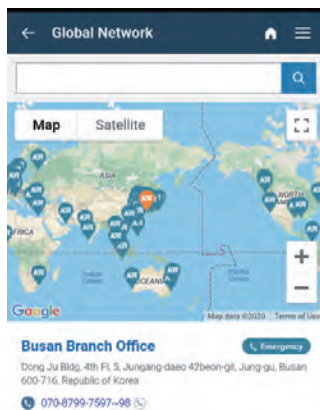 Global Network
Map Satellite
ASIA
KR
NORTH
Indian
Ocean
OCEANIA
Pacific
Ocean
Google
Map data ©2020 Terms of Use
Busan Branch Office
Emergency
Dong Ju Bldg, 4th Fl, 5, Jungang-daero 42beon-gil, Jung-gu, Busan
600-716, Republic of Korea
070-8799-7597~98